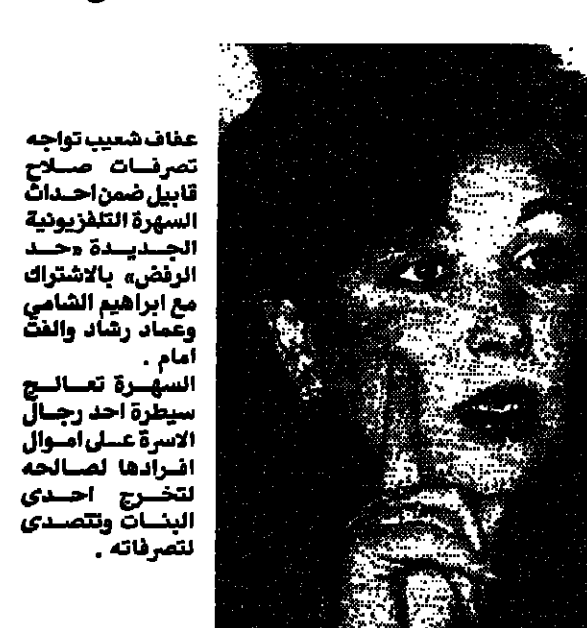 عفاف شعيب تواجه
تصرفات صلاح
قابيل ضمن احداث
السهرة التلفزيونية
الجديدة «حد
الرفض» بالاشتراك
مع ابراهيم الشامي
وعماد رشاد والفت
امام .
السهرة تعالج
سيطرة احد رجال
الاسرة على اموال
افرادها لصالحه
لتخرج احدى
البنات وتتصدى
لتصرفاته .